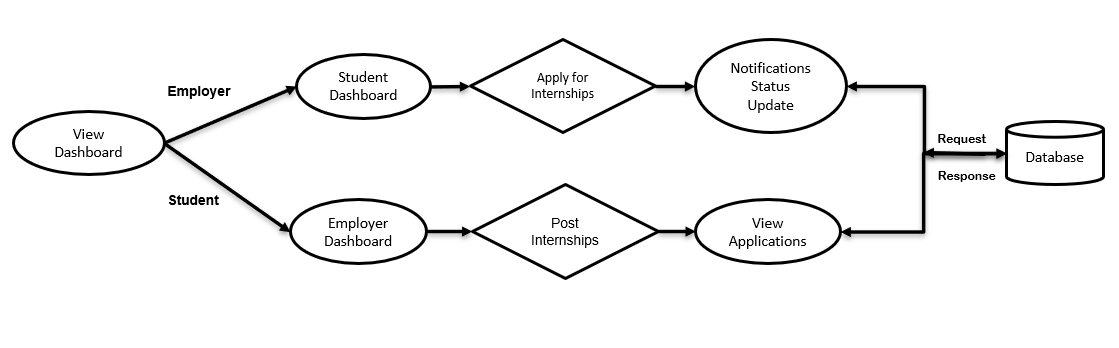 View
Dashboard
Employer
Student
Student
Dashboard
Apply for
Internships
Notifications
Status
Update
Employer
Dashboard
Post
Internships
View
Applications
Request
Response
Database